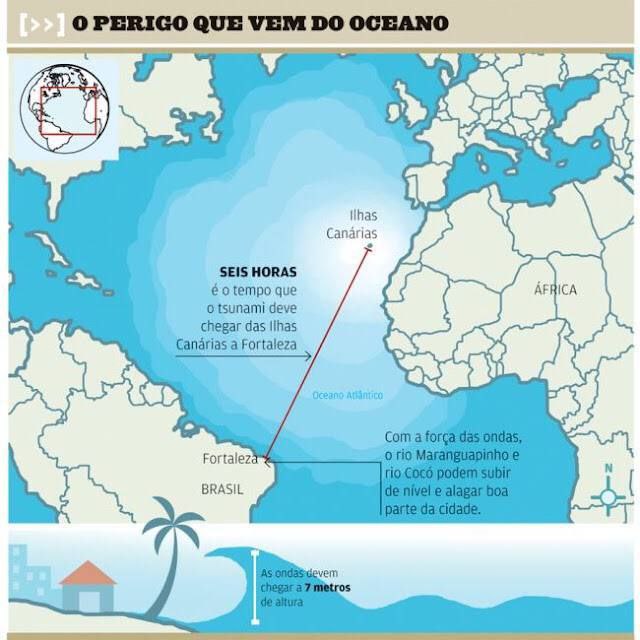 [>>] O PERIGO QUE VEM DO OCEANO
Ilhas
Canárias
SEIS HORAS
é o tempo que
o tsunami deve
chegar das Ilhas
Canárias a Fortaleza
ÁFRICA
Oceano Atlântico
Com a força das ondas,
o rio Maranguapinho e
rio Cocó podem subir
de nível e alagar boa
parte da cidade.
Fortaleza
BRASIL
N
As ondas devem
chegar a 7 metros
de altura